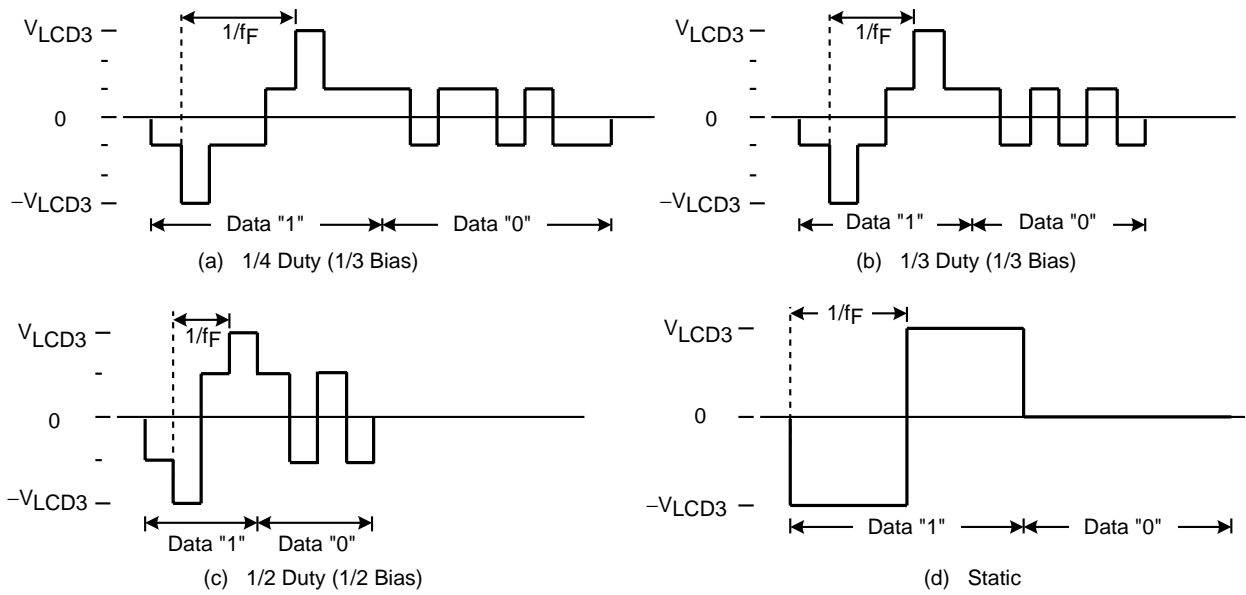 VLCD3
1/fF
0
−VLCD3
Data "1"
Data "0"
(a) 1/4 Duty (1/3 Bias)
VLCD3
1/fF
0
−VLCD3
Data "1"
Data "0"
(b) 1/3 Duty (1/3 Bias)
VLCD3
1/fF
0
−VLCD3
Data "1"
Data "0"
(c) 1/2 Duty (1/2 Bias)
VLCD3
1/fF
0
−VLCD3
Data "1"
Data "0"
(d) Static